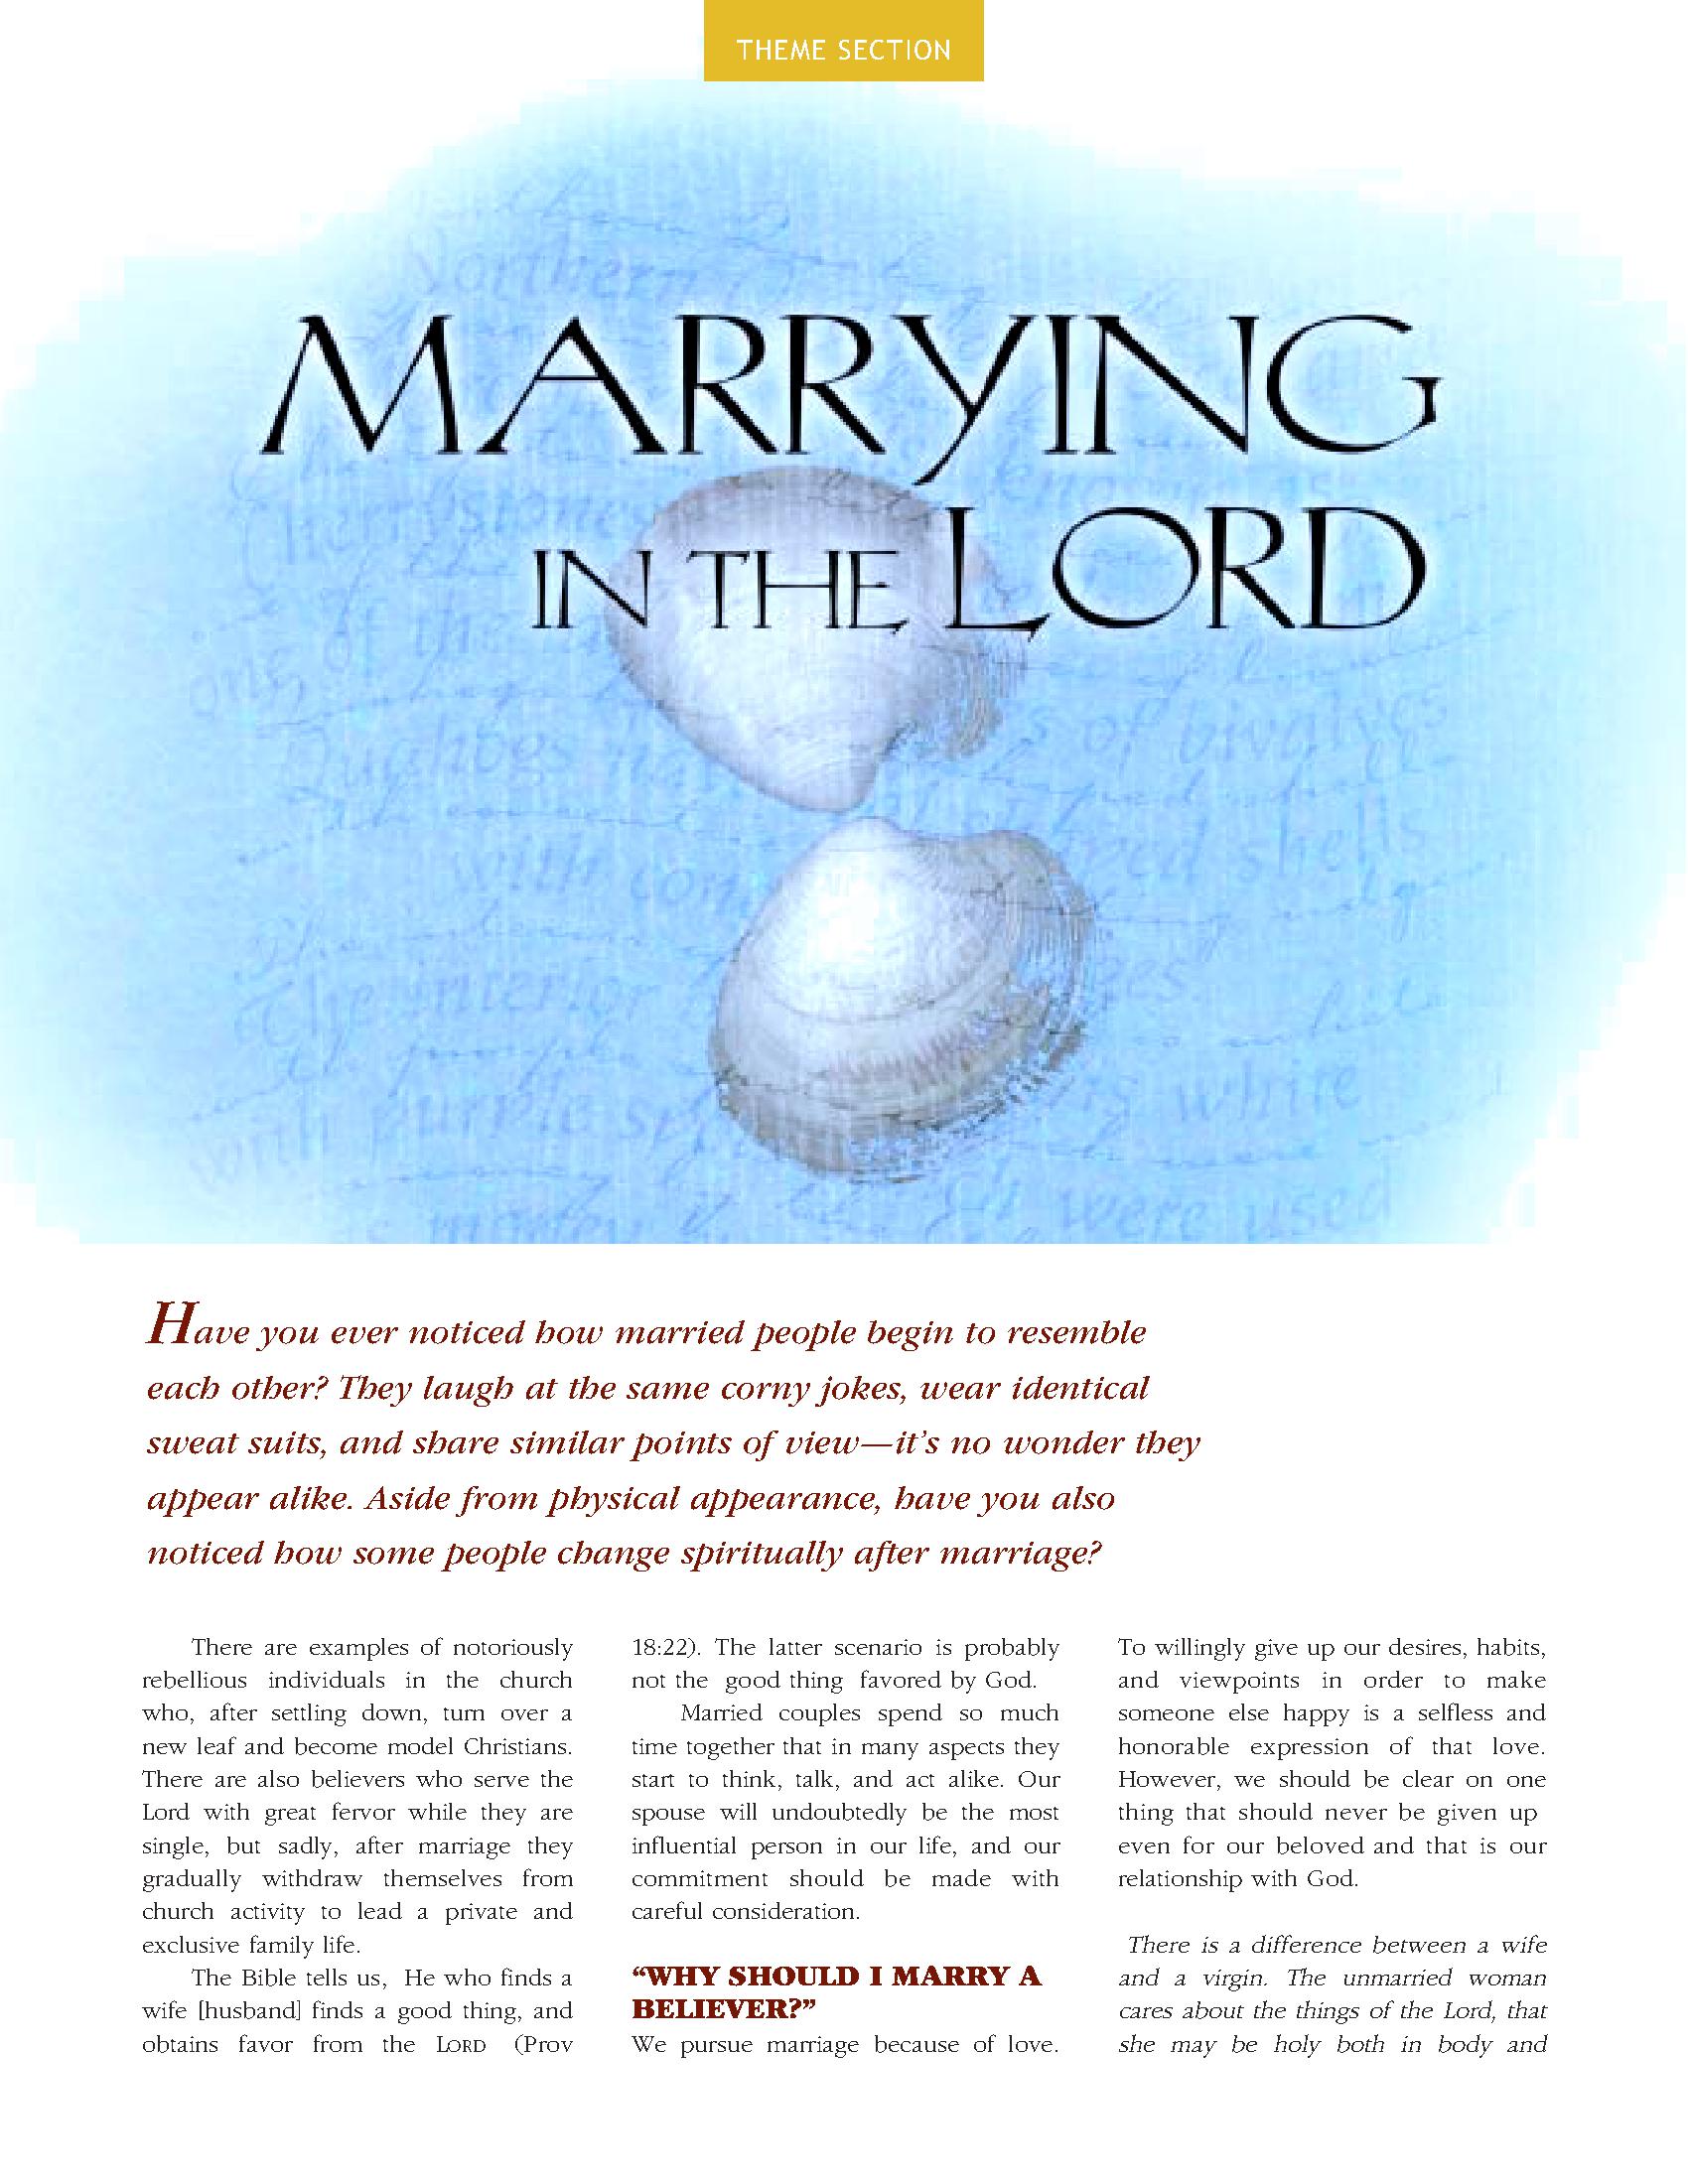 THEME SECTION
MARRYING
IN THE LORD
Have you ever noticed how married people begin to resemble
each other? They laugh at the same corny jokes, wear identical
sweat suits, and share similar points of view—it's no wonder they
appear alike. Aside from physical appearance, have you also
noticed how some people change spiritually after marriage?
There are examples of notoriously
rebellious individuals in the church
who, after settling down, turn over a
new leaf and become model Christians.
There are also believers who serve the
Lord with great fervor while they are
single, but sadly, after marriage they
gradually withdraw themselves from
church activity to lead a private and
exclusive family life.
The Bible tells us, He who finds a
wife [husband] finds a good thing, and
obtains favor from the LORD (Prov
18:22). The latter scenario is probably
not the good thing favored by God.
Married couples spend so much
time together that in many aspects they
start to think, talk, and act alike. Our
spouse will undoubtedly be the most
influential person in our life, and our
commitment should be made with
careful consideration.
“WHY SHOULD I MARRY A
BELIEVER?”
We pursue marriage because of love.
To willingly give up our desires, habits,
and viewpoints in order to make
someone else happy is a selfless and
honorable expression of that love.
However, we should be clear on one
thing that should never be given up
even for our beloved and that is our
relationship with God.
There is a difference between a wife
and a virgin. The unmarried woman
cares about the things of the Lord, that
she may be holy both in body and